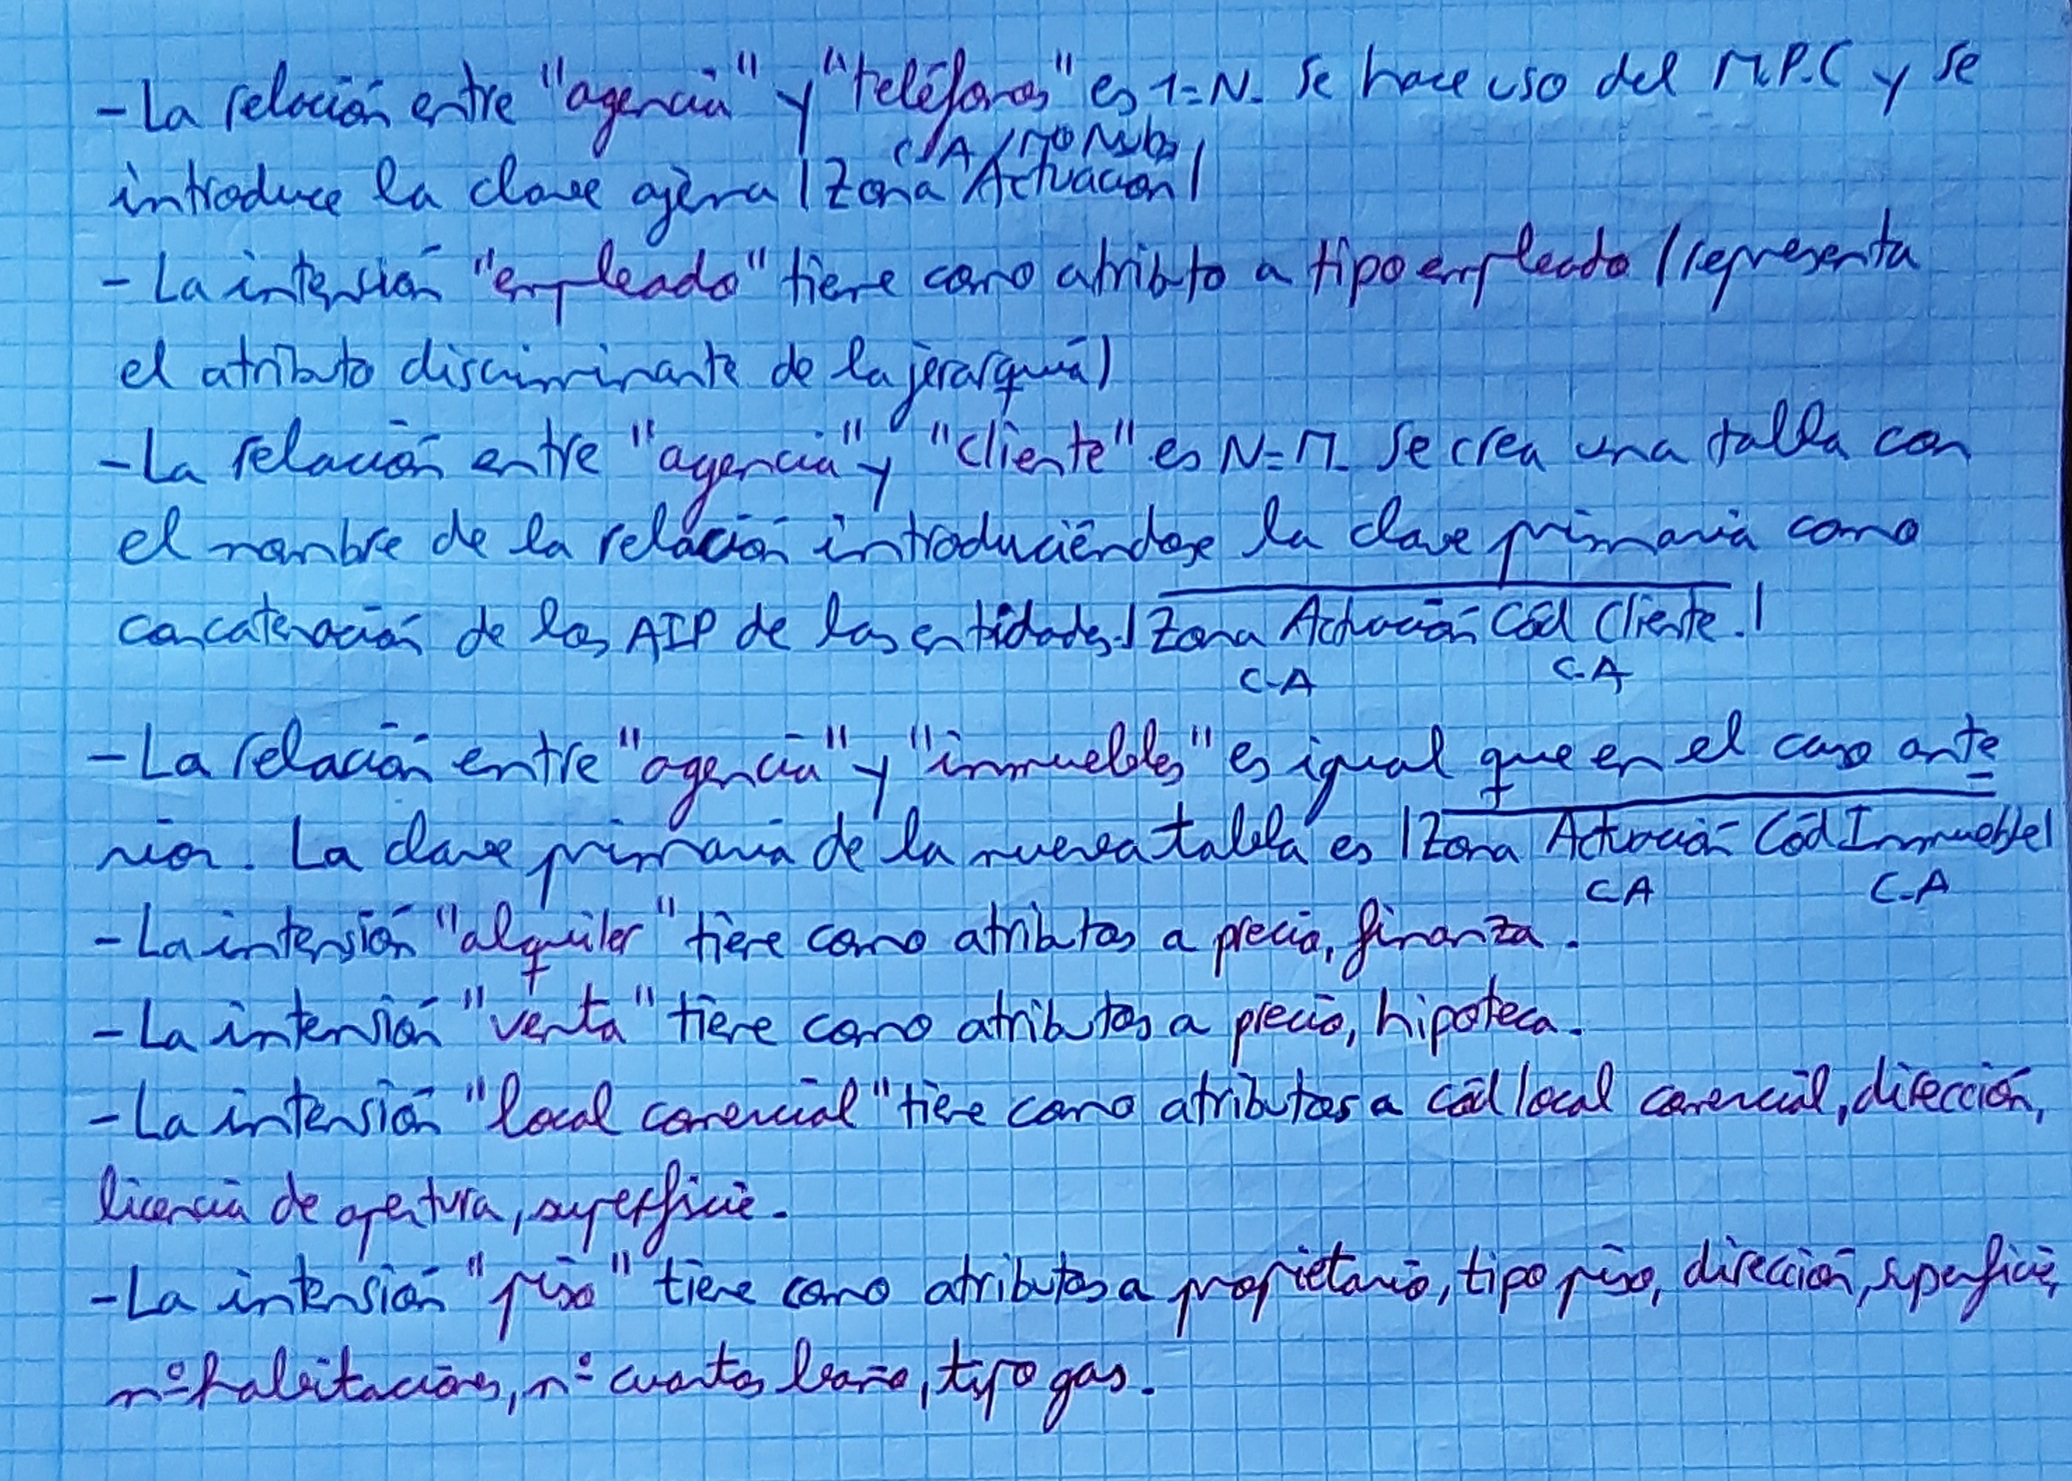 - La relación entre "agencia" y "teléfonos" es 1=N. Se hace uso del M.P.C y se
C.A / no Nulo
introduce la clave ajena (Zona Actuación)
- La intensión "empleado" tiene como atributo a tipo empleado (representa
el atributo discriminante de la jerarquía)
- La relación entre "agencia" y "cliente" es N=M. Se crea una tabla con
el nombre de la relación introduciéndose la clave primaria como
concatenación de los AIP de las entidades. (Zona Actuación Cód Cliente.)
C-A C.A
- La relación entre "agencia" y "inmuebles" es igual que en el caso ante
rior. La clave primaria de la nueva tabla es (Zona Actuación Cód Inmueble)
CA C-A
- La intensión "alquiler" tiene como atributos a precio, finanza.
- La intensión "venta" tiene como atributos a precio, hipoteca.
- La intensión "local comercial" tiene como atributos a cód local comercial, dirección,
licencia de apertura, superficie.
- La intensión "piso" tiene como atributos a propietario, tipo piso, dirección, superficie,
nº habitaciones, nº cuartos baño, tipo gas.